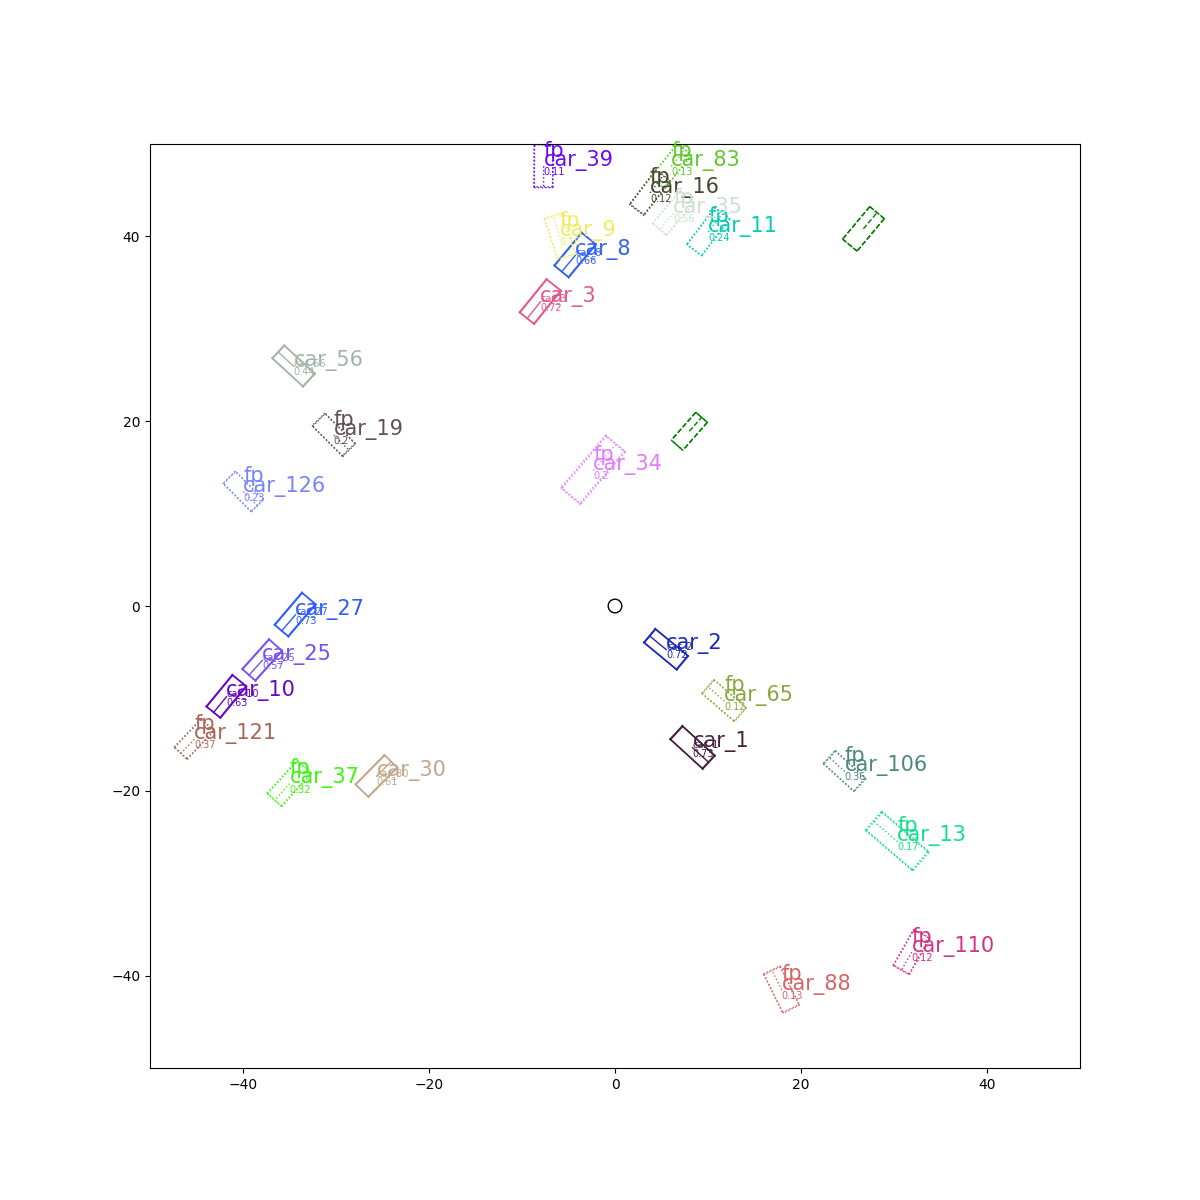 fp
car_39
0.11
fp
car_83
0.13
fp
car_16
0.12
fp
car_35
0.56
fp
car_11
0.24
fp
car_9
car_8
0.66
car_3
0.72
car_56
0.44
fp
car_19
0.2
fp
car_34
0.2
fp
car_126
0.23
car_27
0.73
car_25
0.57
car_10
0.63
fp
car_121
0.37
fp
car_37
0.32
car_30
0.61
car_2
0.72
fp
car_65
0.12
car_1
0.73
fp
car_106
0.36
fp
car_13
0.17
fp
car_110
0.12
fp
car_88
0.13
40
20
0
−20
−40
−40
−20
0
20
40